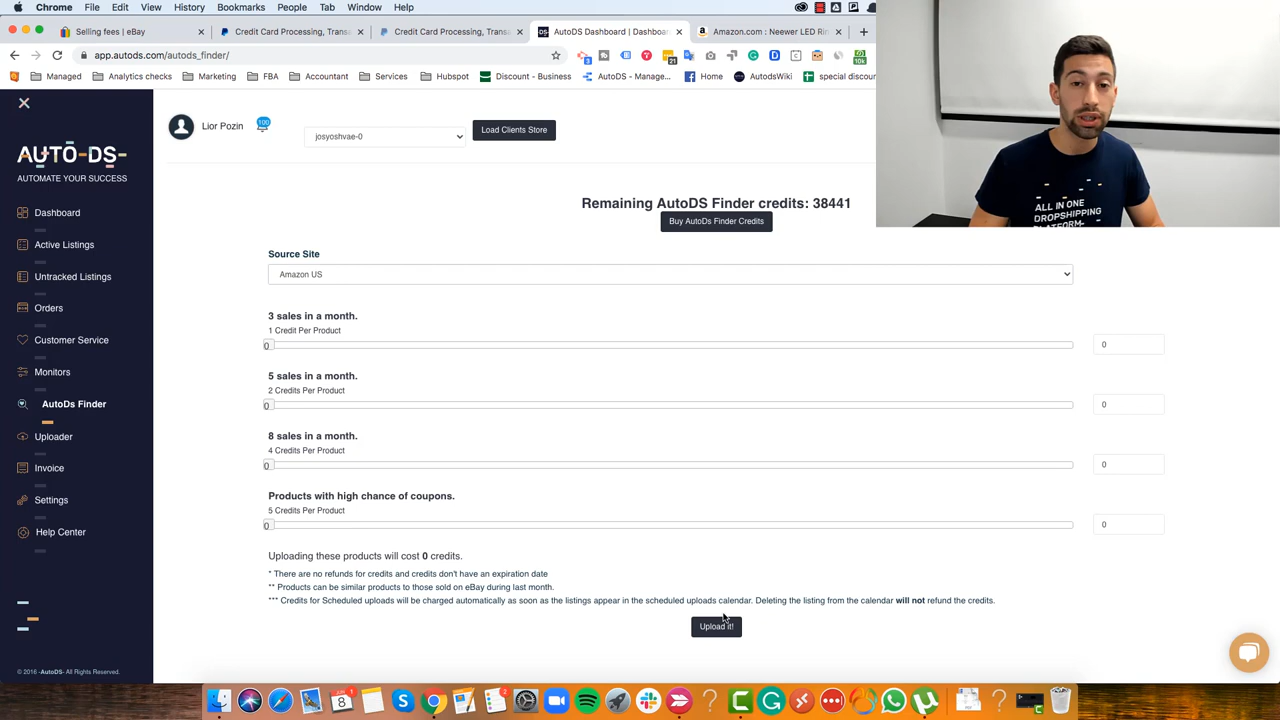 Chrome File Edit View History Bookmarks People Tab Window Help
Selling fees | eBay
Credit Card Processing, Transa
Credit Card Processing, Transa
AutoDS Dashboard | Dashboar
Amazon.com : Neewer LED Rin
app.autods.com/autods_finder/
Managed Analytics checks Marketing FBA Accountant Services Hubspot Discount - Business AutoDS - Manage... Home AutodsWiki special discoun
Lior Pozin
100
josyoshvae-0
Load Clients Store
AUTO-DS-
AUTOMATE YOUR SUCCESS
Dashboard
Active Listings
Untracked Listings
Orders
Customer Service
Monitors
AutoDs Finder
Uploader
Invoice
Settings
Help Center
© 2016 -AutoDS- All Rights Reserved.
Remaining AutoDS Finder credits: 38441
Buy AutoDs Finder Credits
Source Site
Amazon US
3 sales in a month.
1 Credit Per Product
0
0
5 sales in a month.
2 Credits Per Product
0
0
8 sales in a month.
4 Credits Per Product
0
0
Products with high chance of coupons.
5 Credits Per Product
0
0
Uploading these products will cost 0 credits.
* There are no refunds for credits and credits don't have an expiration date
** Products can be similar products to those sold on eBay during last month.
*** Credits for Scheduled uploads will be charged automatically as soon as the listings appear in the scheduled uploads calendar. Deleting the listing from the calendar will not refund the credits.
Upload it!
ALL IN ONE
DROPSHIPPING
PLATFORM